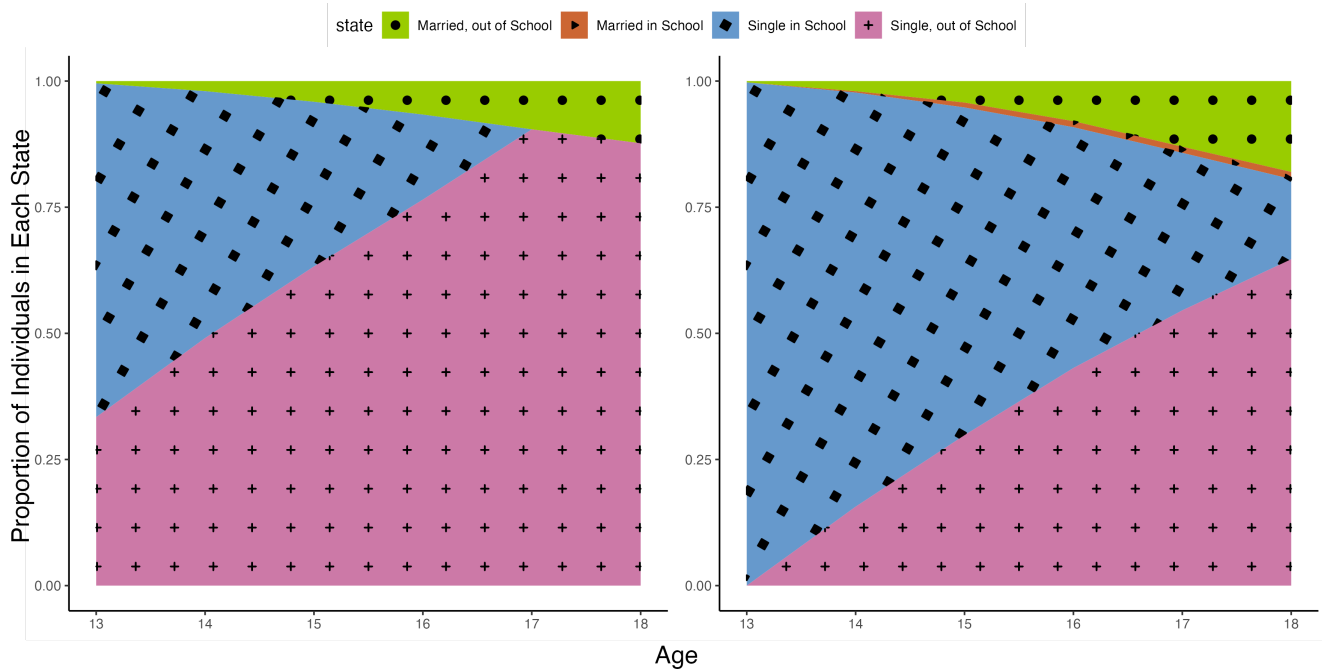 state Married, out of School Married in School Single in School Single, out of School
Proportion of Individuals in Each State
1.00
0.75
0.50
0.25
0.00
13 14 15 16 17 18
1.00
0.75
0.50
0.25
0.00
13 14 15 16 17 18
Age